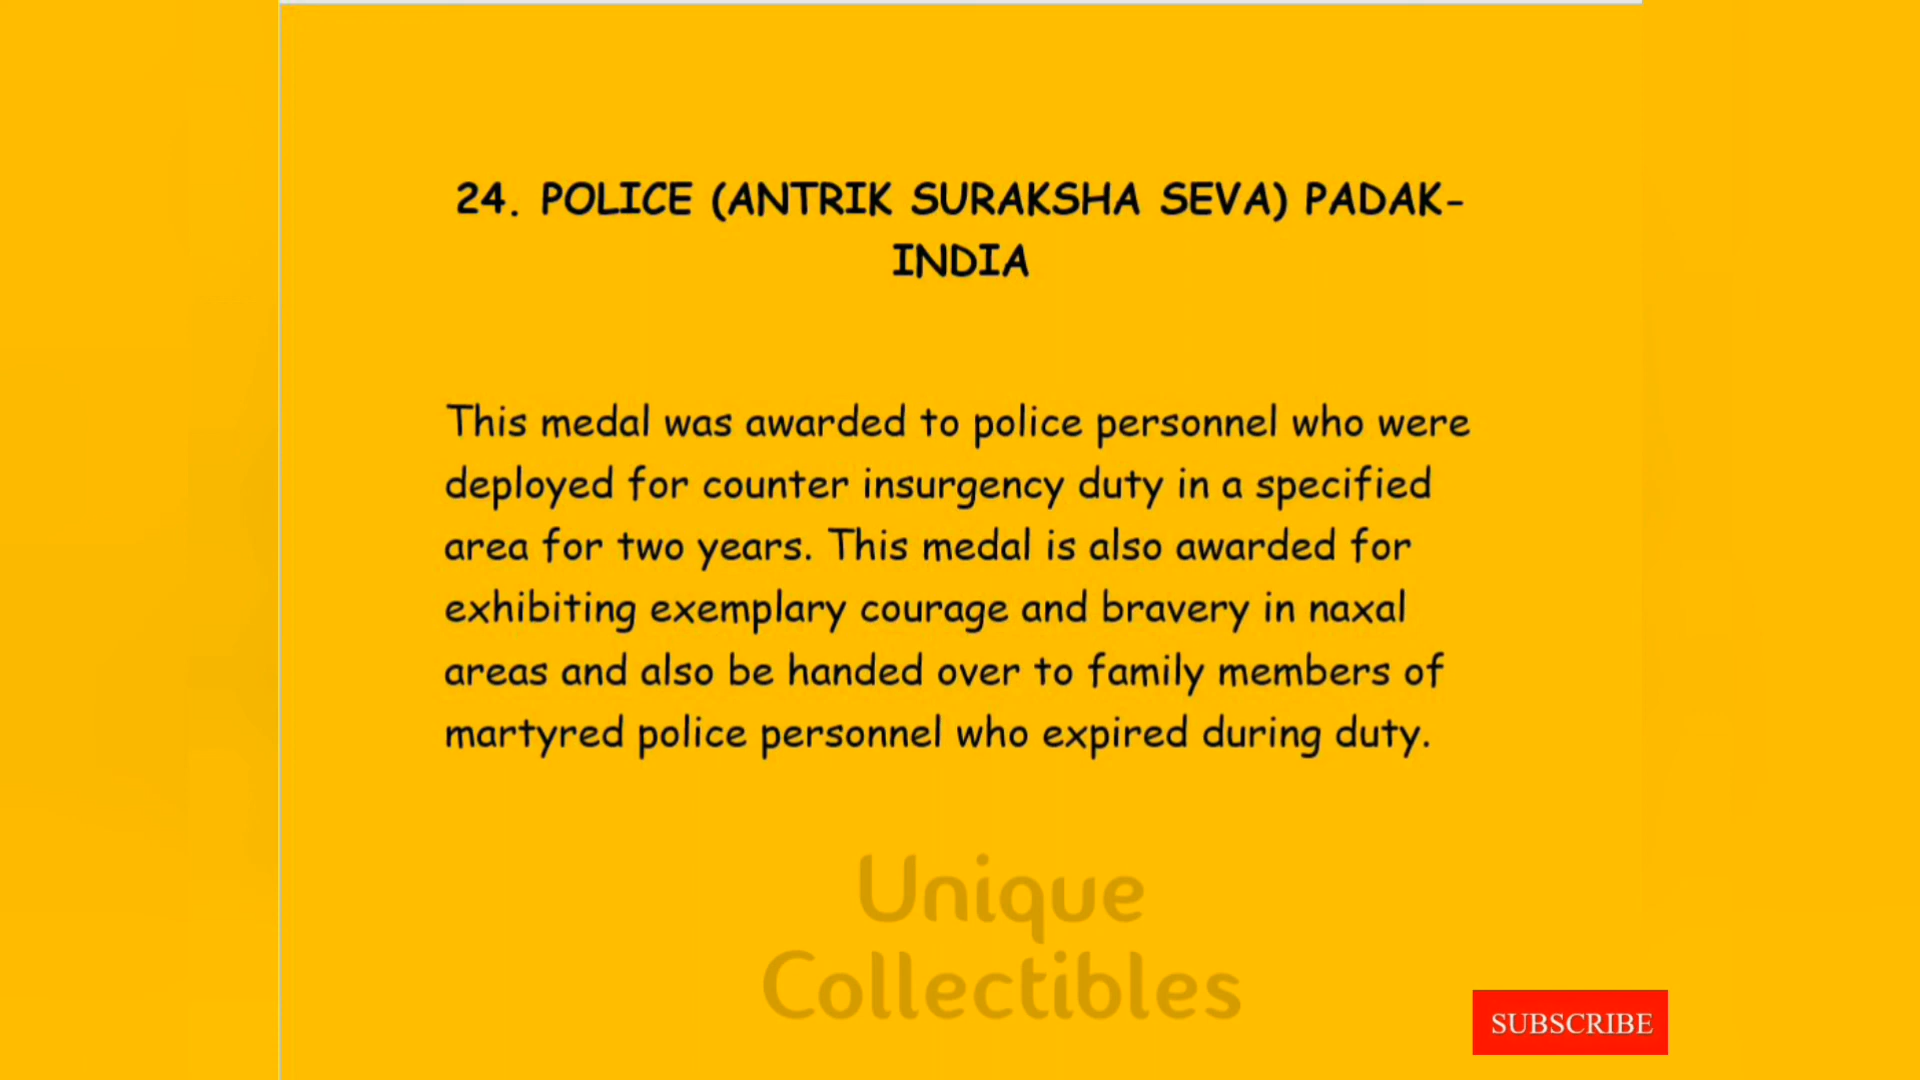 24. POLICE (ANTRIK SURAKSHA SEVA) PADAK-
INDIA
This medal was awarded to police personnel who were
deployed for counter insurgency duty in a specified
area for two years. This medal is also awarded for
exhibiting exemplary courage and bravery in naxal
areas and also be handed over to family members of
martyred police personnel who expired during duty.
Unique
Collectibles
SUBSCRIBE